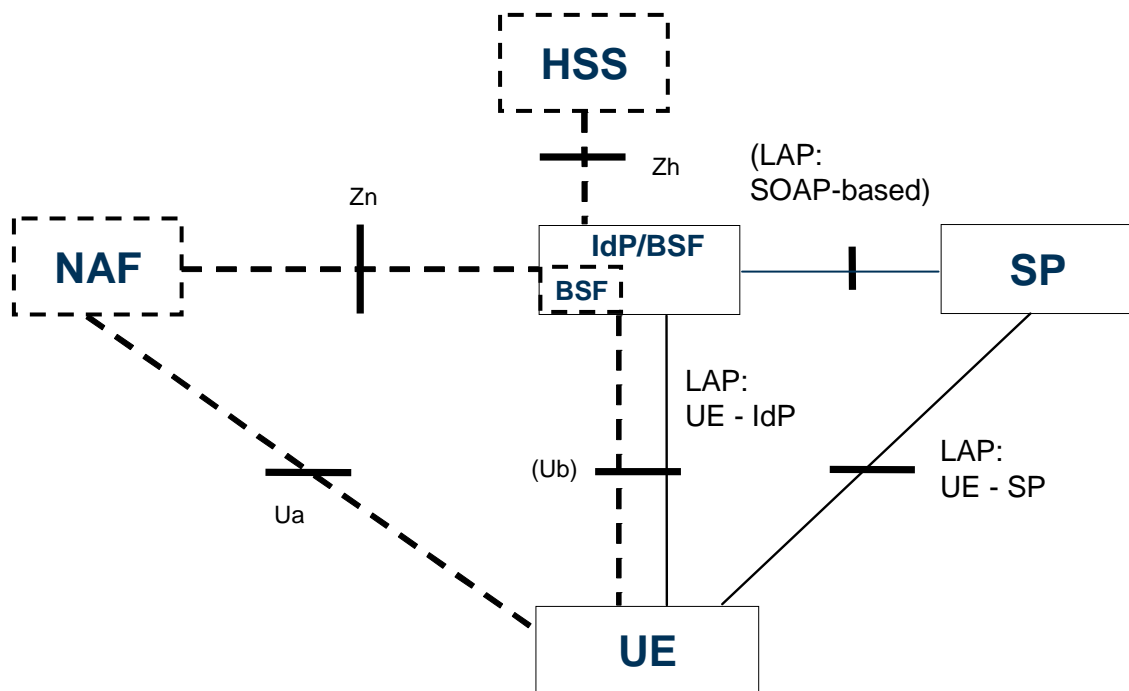 HSS
(LAP:
SOAP-based)
Zh
Zn
NAF
IdP/BSF
BSF
SP
LAP:
UE - IdP
(Ub)
LAP:
UE - SP
Ua
UE